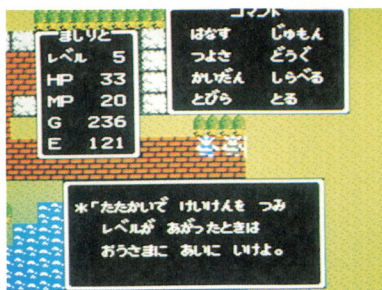 ましりと
レベル 5
HP 33
MP 20
G 236
E 121
コマンド
はなす じゅもん
つよさ どうぐ
かいだん しらべる
とびら とる
*「たたかいで けいけんを つみ
レベルが あがったときは
おうさまに あいに いけよ。